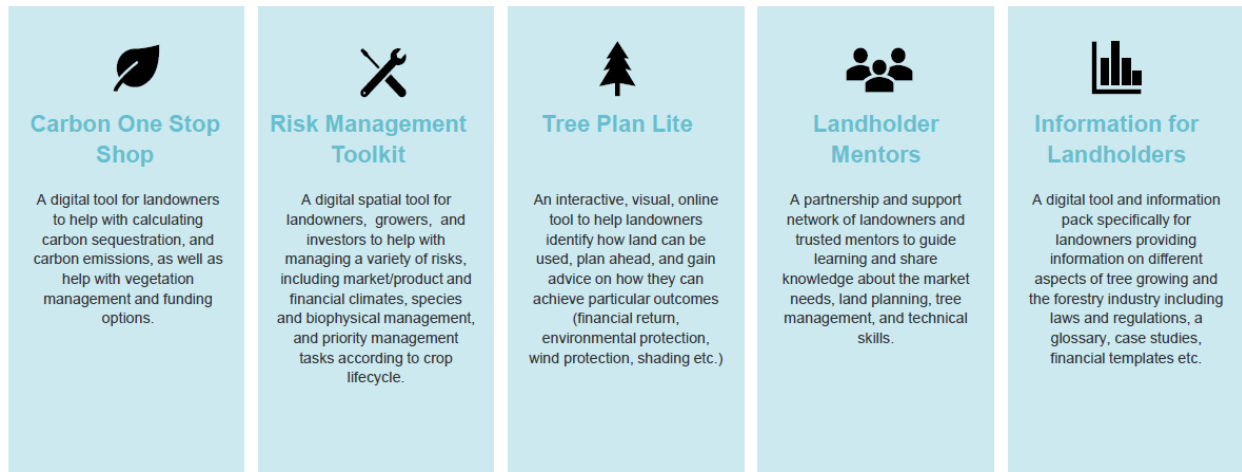 Carbon One Stop
Shop
A digital tool for landowners
to help with calculating
carbon sequestration, and
carbon emissions, as well as
help with vegetation
management and funding
options.
Risk Management
Toolkit
A digital spatial tool for
landowners, growers, and
investors to help with
managing a variety of risks,
including market/product and
financial climates, species
and biophysical management,
and priority management
tasks according to crop
lifecycle.
Tree Plan Lite
An interactive, visual, online
tool to help landowners
identify how land can be
used, plan ahead, and gain
advice on how they can
achieve particular outcomes
(financial return,
environmental protection,
wind protection, shading etc.)
Landholder
Mentors
A partnership and support
network of landowners and
trusted mentors to guide
learning and share
knowledge about the market
needs, land planning, tree
management, and technical
skills.
Information for
Landholders
A digital tool and information
pack specifically for
landowners providing
information on different
aspects of tree growing and
the forestry industry including
laws and regulations, a
glossary, case studies,
financial templates etc.